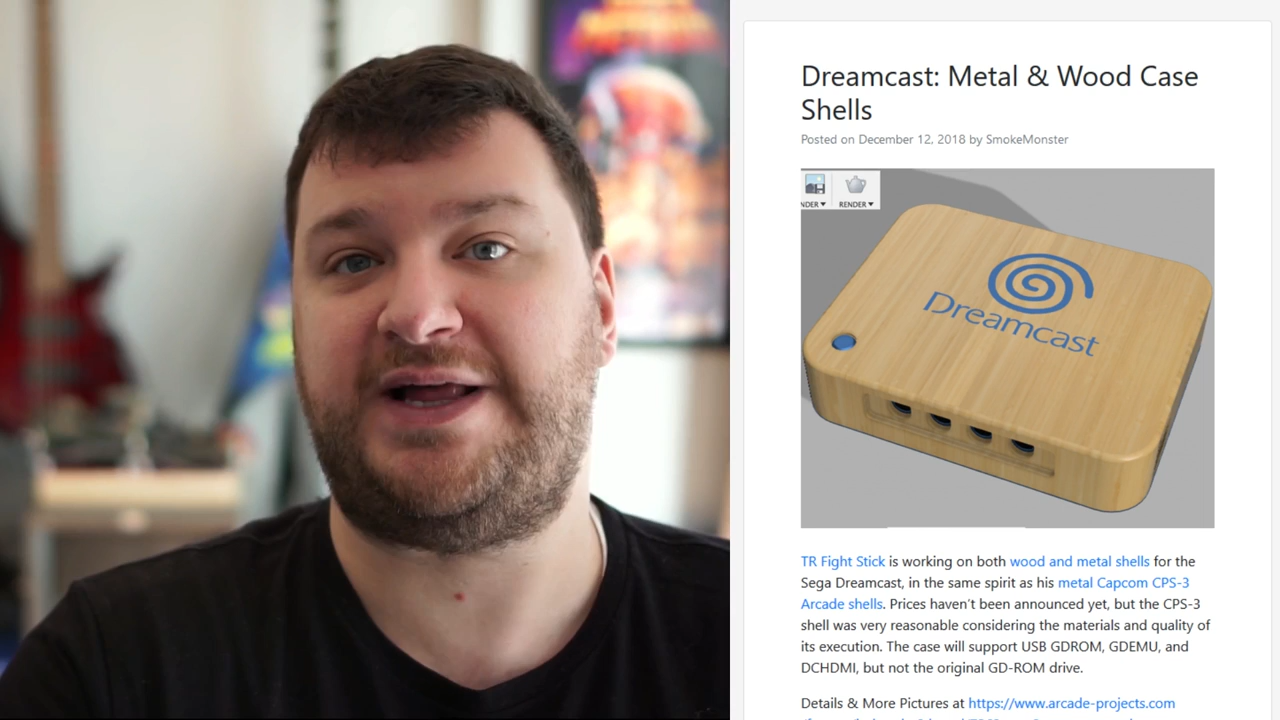 Dreamcast: Metal & Wood Case
Shells
Posted on December 12, 2018 by SmokeMonster
NDER▾ RENDER▾
Dreamcast
TR Fight Stick is working on both wood and metal shells for the
Sega Dreamcast, in the same spirit as his metal Capcom CPS-3
Arcade shells. Prices haven’t been announced yet, but the CPS-3
shell was very reasonable considering the materials and quality of
its execution. The case will support USB GDROM, GDEMU, and
DCHDMI, but not the original GD-ROM drive.
Details & More Pictures at https://www.arcade-projects.com